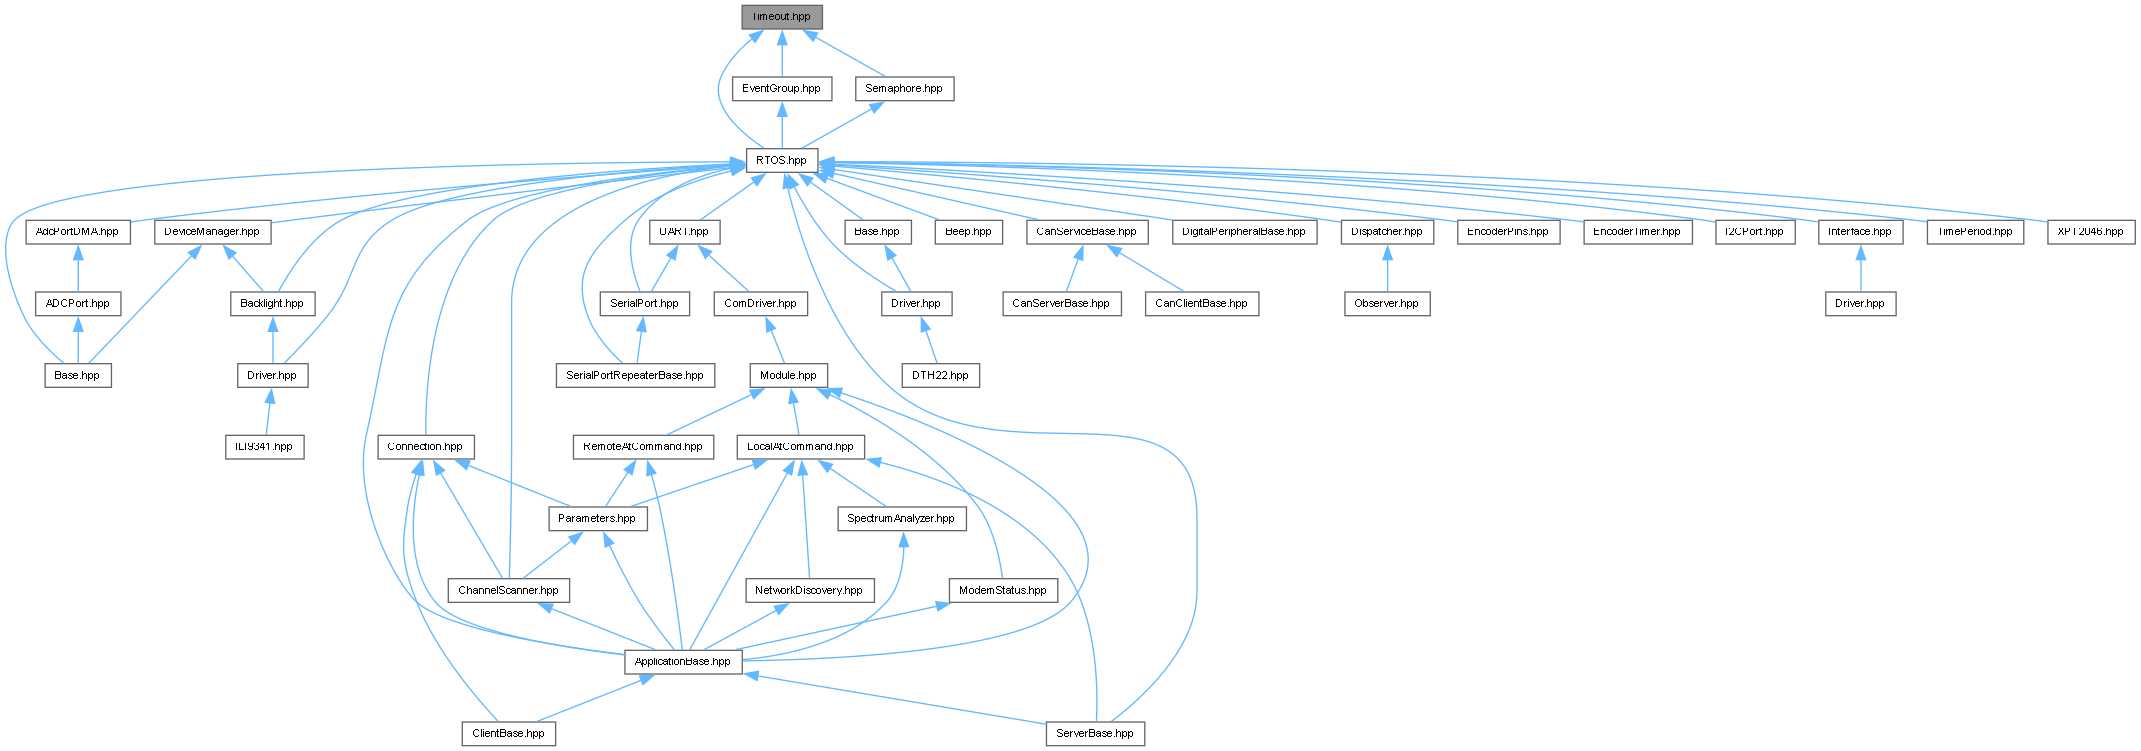 Timeout.hpp
EventGroup.hpp
Semaphore.hpp
RTOS.hpp
AdcPortDMA.hpp
DeviceManager.hpp
UART.hpp
Base.hpp
Beep.hpp
CanServiceBase.hpp
DigitalPeripheralBase.hpp
Dispatcher.hpp
EncoderPins.hpp
EncoderTimer.hpp
I2CPort.hpp
Interface.hpp
TimePeriod.hpp
XPT2046.hpp
ADCPort.hpp
Backlight.hpp
SerialPort.hpp
ComDriver.hpp
Driver.hpp
CanServerBase.hpp
CanClientBase.hpp
Observer.hpp
Driver.hpp
Base.hpp
Driver.hpp
SerialPortRepeaterBase.hpp
Module.hpp
DTH22.hpp
ILI9341.hpp
Connection.hpp
RemoteAtCommand.hpp
LocalAtCommand.hpp
Parameters.hpp
SpectrumAnalyzer.hpp
ChannelScanner.hpp
NetworkDiscovery.hpp
ModemStatus.hpp
ApplicationBase.hpp
ClientBase.hpp
ServerBase.hpp